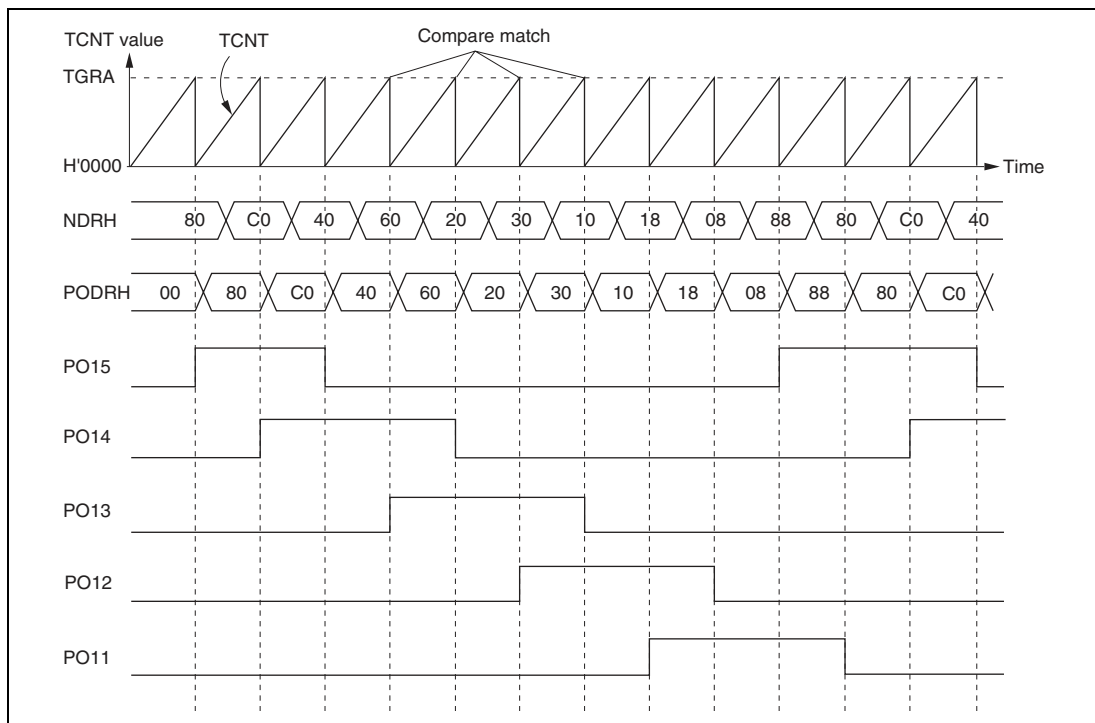 TCNT value
TCNT
Compare match
TGRA
H'0000
Time
NDRH 80 C0 40 60 20 30 10 18 08 88 80 C0 40
PODRH 00 80 C0 40 60 20 30 10 18 08 88 80 C0
PO15
PO14
PO13
PO12
PO11